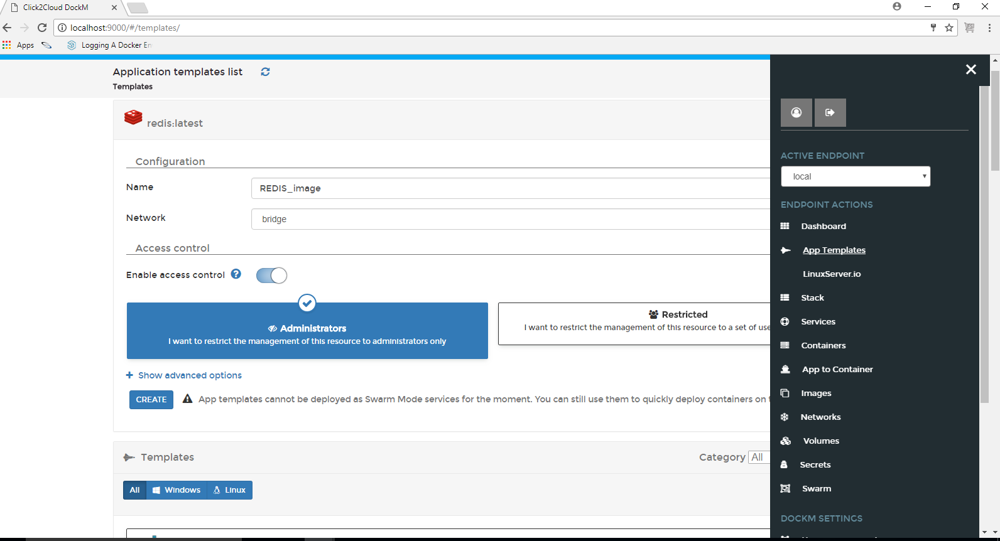 Click2Cloud DockM
localhost:9000/#/templates/
Apps
Logging A Docker En
Application templates list
Templates
redis:latest
Configuration
Name
REDIS_image
Network
bridge
Access control
Enable access control
Administrators
I want to restrict the management of this resource to administrators only
Restricted
I want to restrict the management of this resource to a set of use
Show advanced options
CREATE
App templates cannot be deployed as Swarm Mode services for the moment. You can still use them to quickly deploy containers on
Templates
Category All
All Windows Linux
ACTIVE ENDPOINT
local
ENDPOINT ACTIONS
Dashboard
App Templates
LinuxServer.io
Stack
Services
Containers
App to Container
Images
Networks
Volumes
Secrets
Swarm
DOCKM SETTINGS